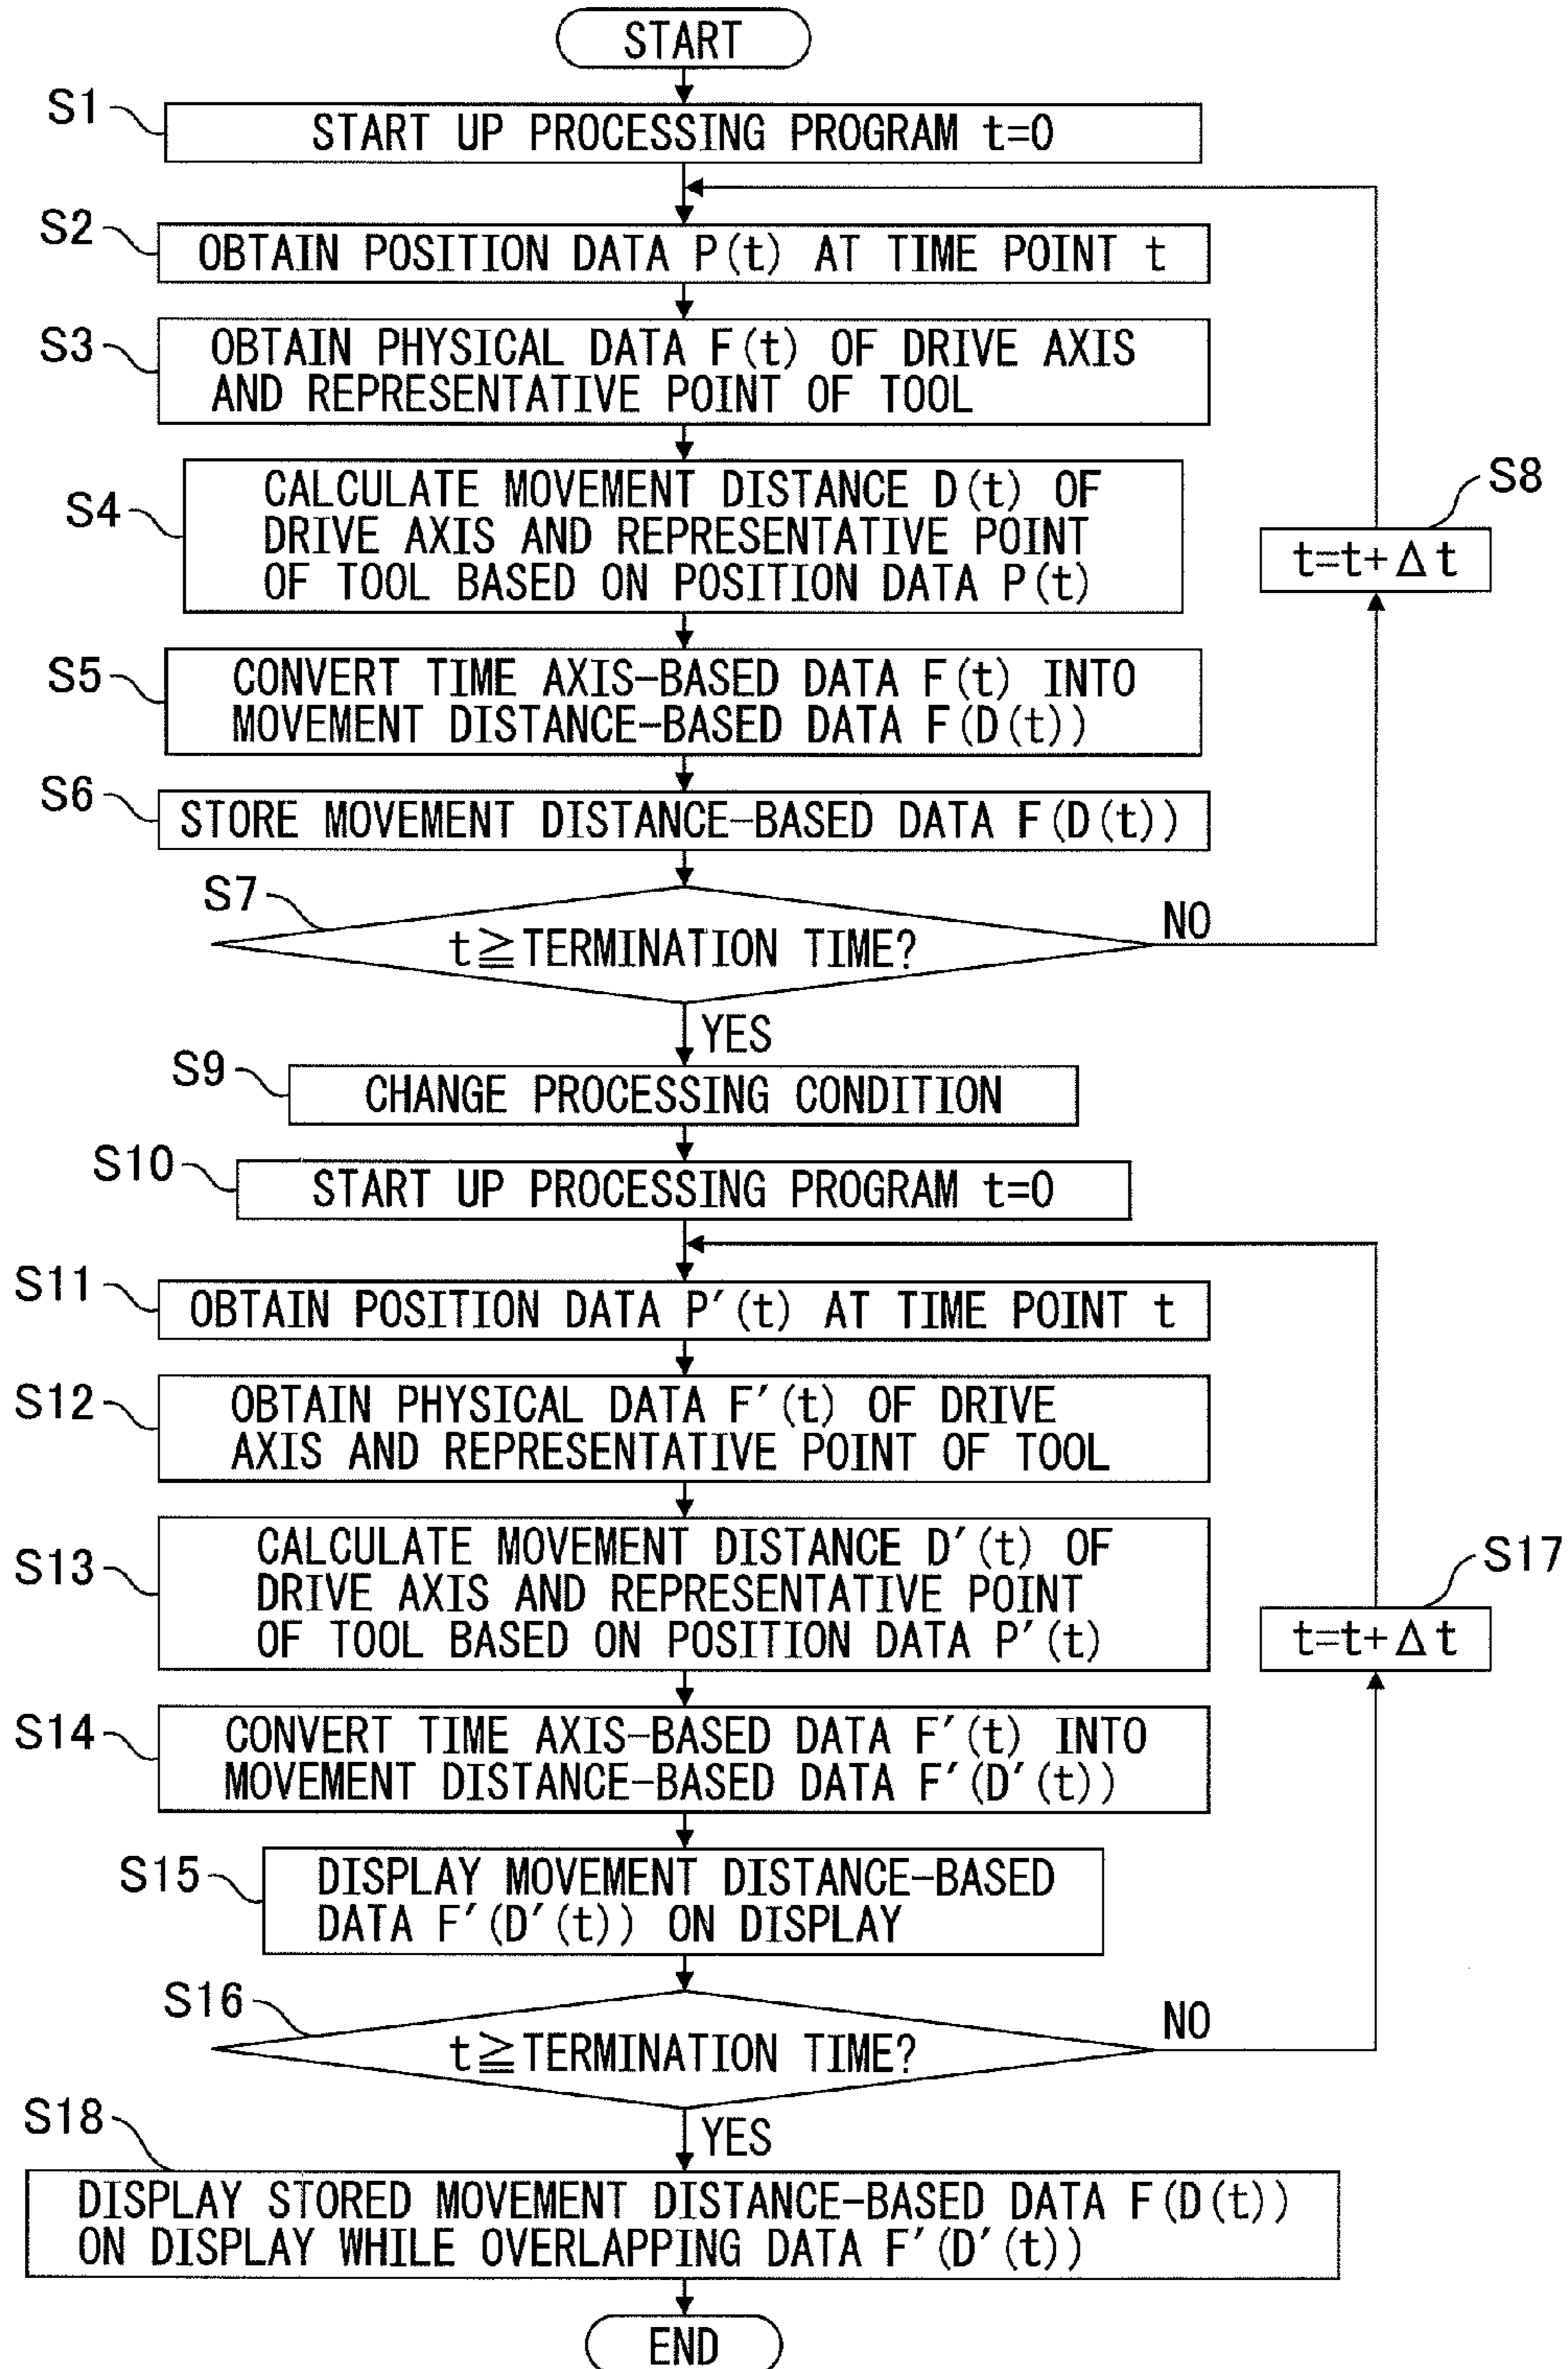 START
S1
START UP PROCESSING PROGRAM t=0
S2
OBTAIN POSITION DATA P(t) AT TIME POINT t
S3
OBTAIN PHYSICAL DATA F(t) OF DRIVE AXIS
AND REPRESENTATIVE POINT OF TOOL
S4
CALCULATE MOVEMENT DISTANCE D(t) OF
DRIVE AXIS AND REPRESENTATIVE POINT
OF TOOL BASED ON POSITION DATA P(t)
S8
t=t+Δt
S5
CONVERT TIME AXIS-BASED DATA F(t) INTO
MOVEMENT DISTANCE-BASED DATA F(D(t))
S6
STORE MOVEMENT DISTANCE-BASED DATA F(D(t))
S7
t≧TERMINATION TIME?
NO
YES
S9
CHANGE PROCESSING CONDITION
S10
START UP PROCESSING PROGRAM t=0
S11
OBTAIN POSITION DATA P′(t) AT TIME POINT t
S12
OBTAIN PHYSICAL DATA F′(t) OF DRIVE
AXIS AND REPRESENTATIVE POINT OF TOOL
S13
CALCULATE MOVEMENT DISTANCE D′(t) OF
DRIVE AXIS AND REPRESENTATIVE POINT
OF TOOL BASED ON POSITION DATA P′(t)
S17
t=t+Δt
S14
CONVERT TIME AXIS-BASED DATA F′(t) INTO
MOVEMENT DISTANCE-BASED DATA F′(D′(t))
S15
DISPLAY MOVEMENT DISTANCE-BASED
DATA F′(D′(t)) ON DISPLAY
S16
t≧TERMINATION TIME?
NO
YES
S18
DISPLAY STORED MOVEMENT DISTANCE-BASED DATA F(D(t))
ON DISPLAY WHILE OVERLAPPING DATA F′(D′(t))
END